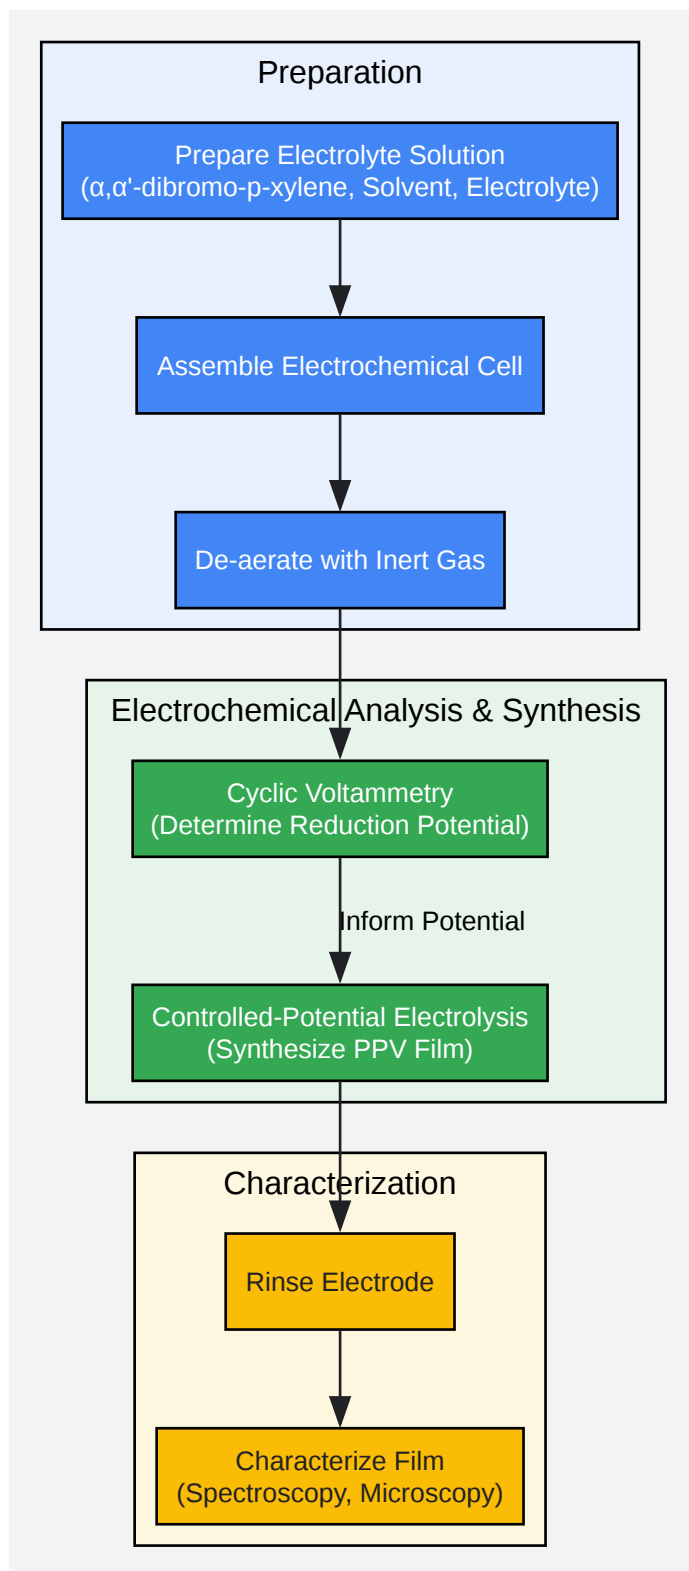 Preparation
Prepare Electrolyte Solution
(α,α'-dibromo-p-xylene, Solvent, Electrolyte)
Assemble Electrochemical Cell
De-aerate with Inert Gas
Electrochemical Analysis & Synthesis
Cyclic Voltammetry
(Determine Reduction Potential)
Inform Potential
Controlled-Potential Electrolysis
(Synthesize PPV Film)
Characterization
Rinse Electrode
Characterize Film
(Spectroscopy, Microscopy)